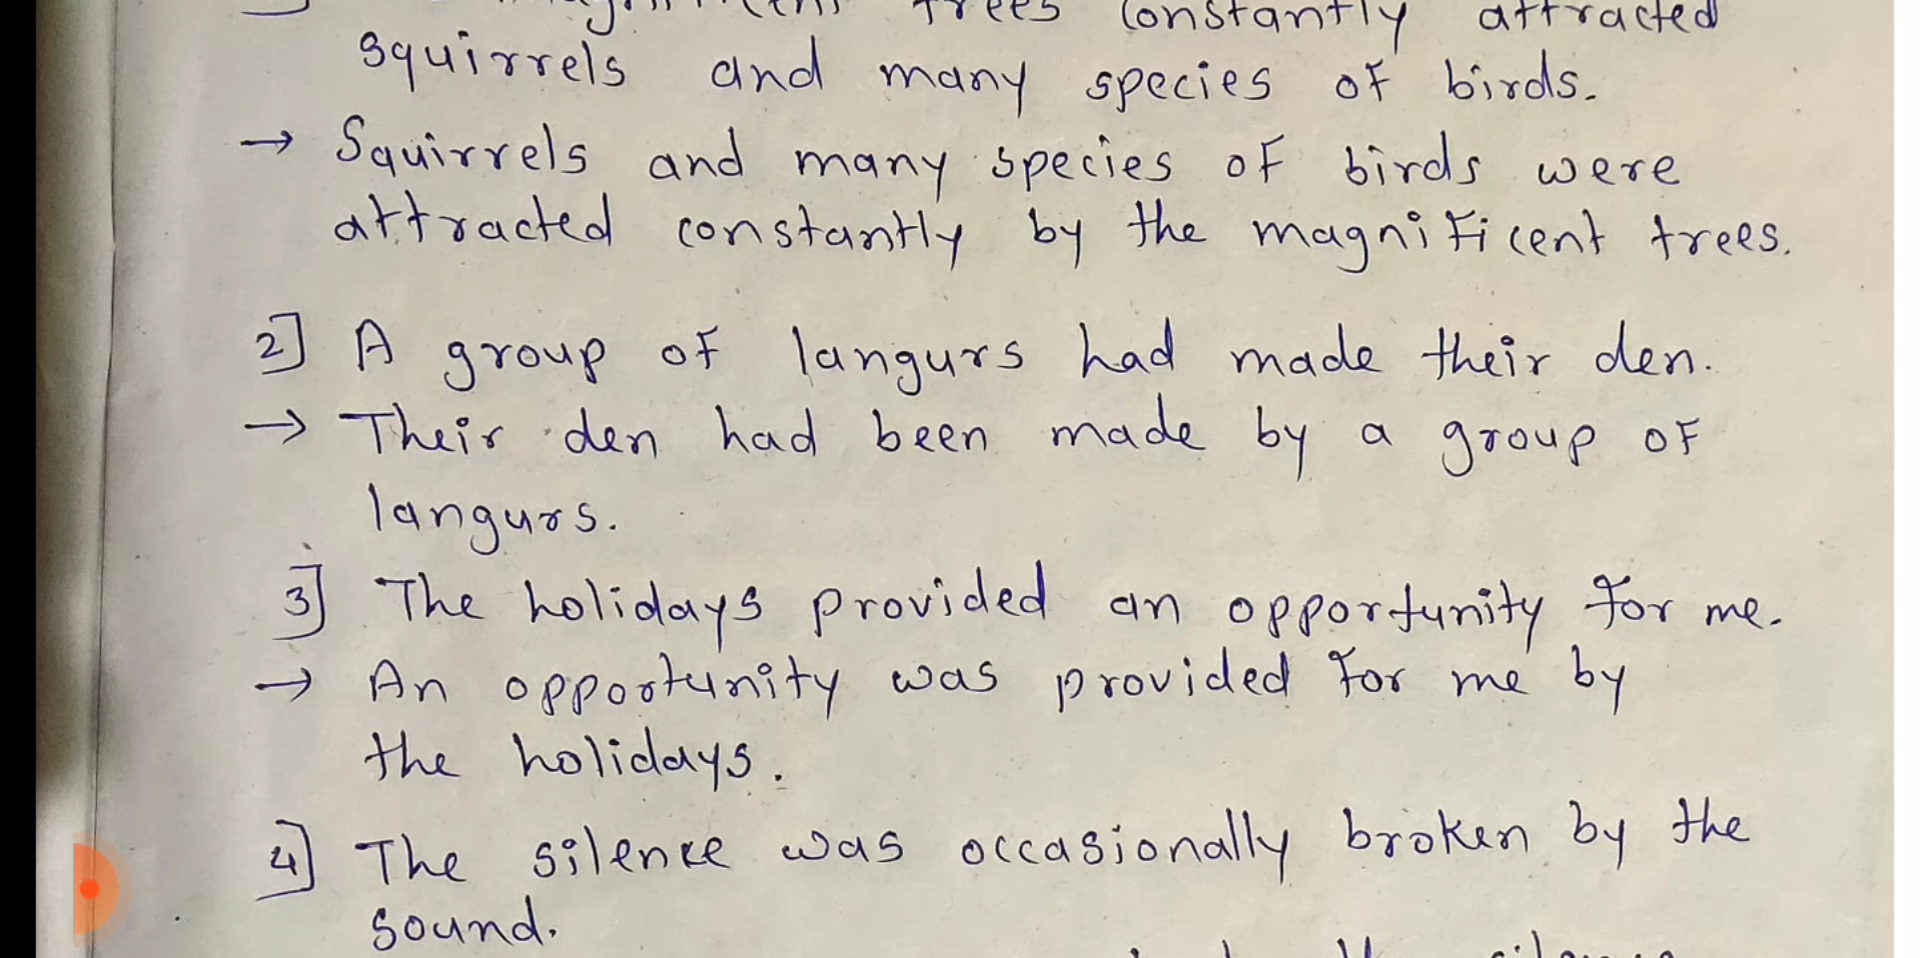 trees constantly attracted
squirrels and many species of birds.
→ Squirrels and many species of birds were
attracted constantly by the magnificent trees.
2] A group of langurs had made their den.
→ Their den had been made by a group of
langurs.
3] The holidays provided an opportunity for me.
→ An opportunity was provided for me by
the holidays.
4] The silence was occasionally broken by the
sound.